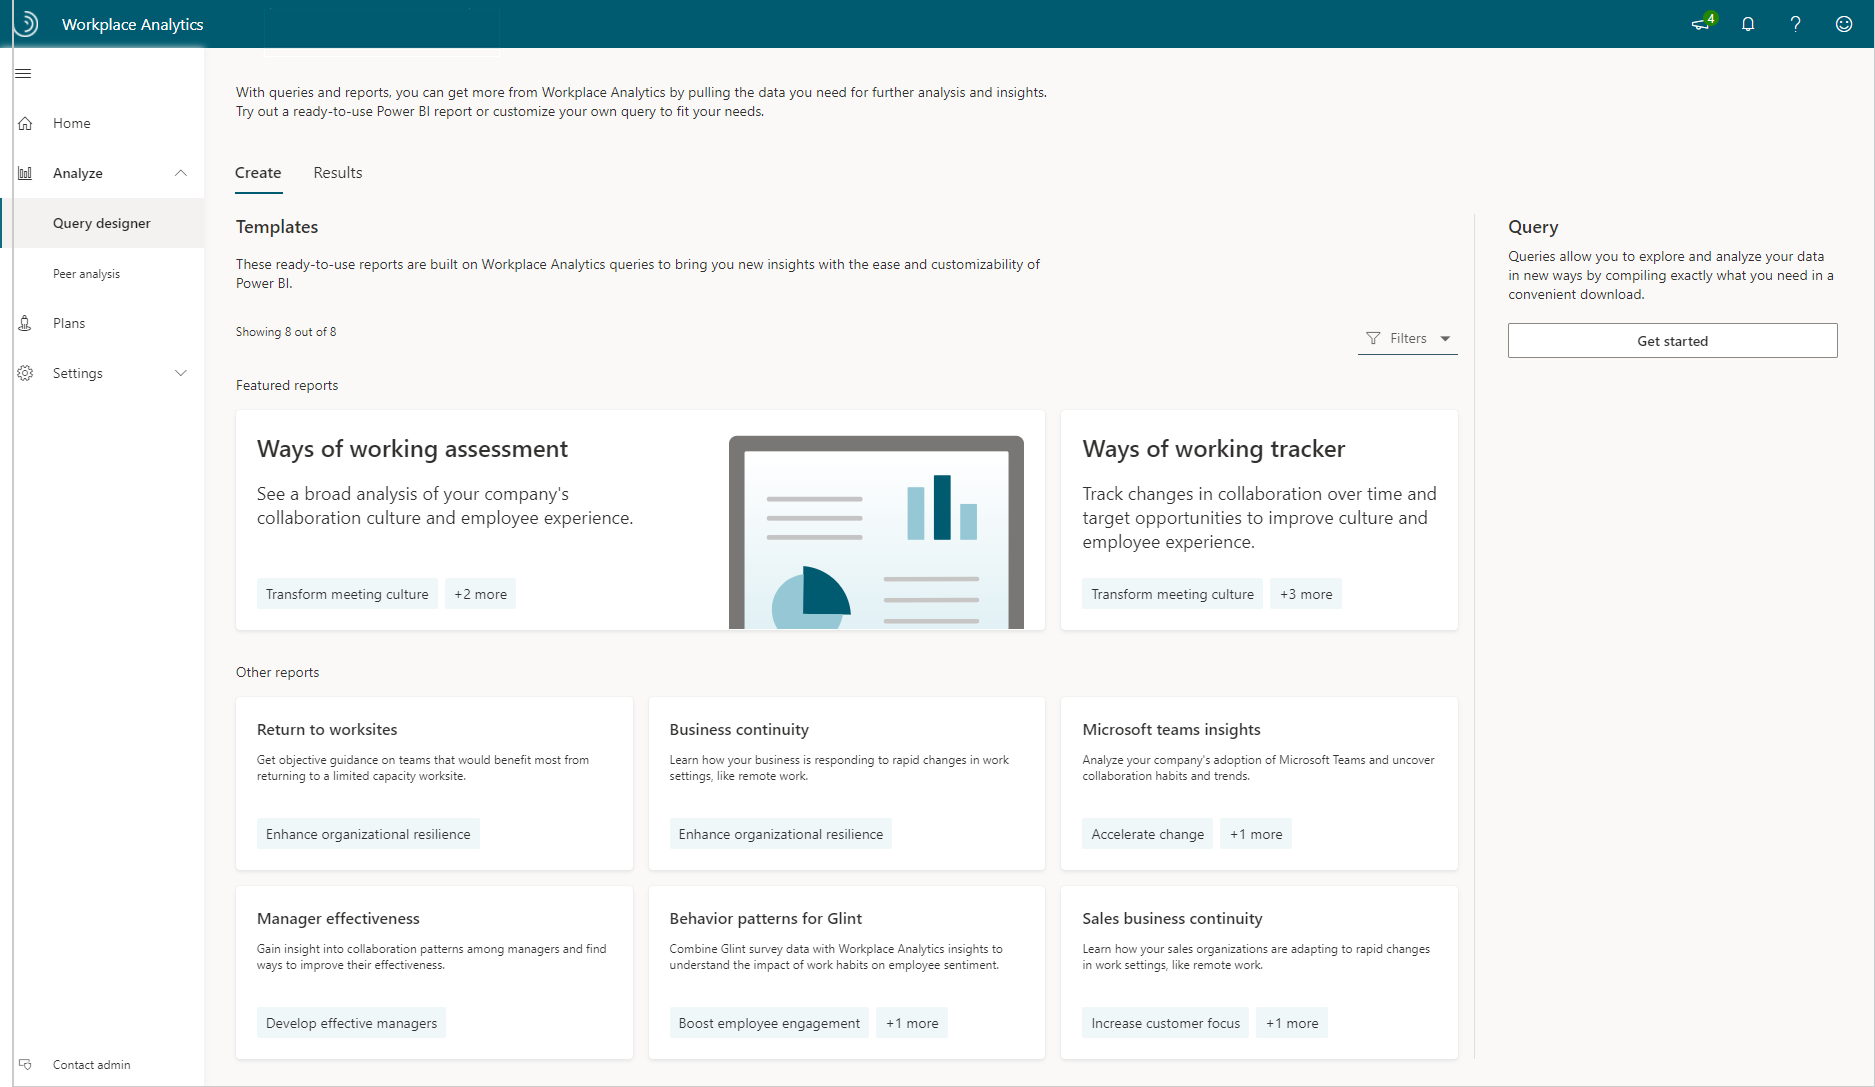 Workplace Analytics
4
?
Home
Analyze
Query designer
Peer analysis
Plans
Settings
Contact admin
With queries and reports, you can get more from Workplace Analytics by pulling the data you need for further analysis and insights.
Try out a ready-to-use Power BI report or customize your own query to fit your needs.
Create
Results
Templates
These ready-to-use reports are built on Workplace Analytics queries to bring you new insights with the ease and customizability of
Power BI.
Showing 8 out of 8
Filters
Featured reports
Ways of working assessment
See a broad analysis of your company's
collaboration culture and employee experience.
Transform meeting culture
+2 more
Ways of working tracker
Track changes in collaboration over time and
target opportunities to improve culture and
employee experience.
Transform meeting culture
+3 more
Other reports
Return to worksites
Get objective guidance on teams that would benefit most from
returning to a limited capacity worksite.
Enhance organizational resilience
Business continuity
Learn how your business is responding to rapid changes in work
settings, like remote work.
Enhance organizational resilience
Microsoft teams insights
Analyze your company's adoption of Microsoft Teams and uncover
collaboration habits and trends.
Accelerate change
+1 more
Manager effectiveness
Gain insight into collaboration patterns among managers and find
ways to improve their effectiveness.
Develop effective managers
Behavior patterns for Glint
Combine Glint survey data with Workplace Analytics insights to
understand the impact of work habits on employee sentiment.
Boost employee engagement
+1 more
Sales business continuity
Learn how your sales organizations are adapting to rapid changes
in work settings, like remote work.
Increase customer focus
+1 more
Query
Queries allow you to explore and analyze your data
in new ways by compiling exactly what you need in a
convenient download.
Get started